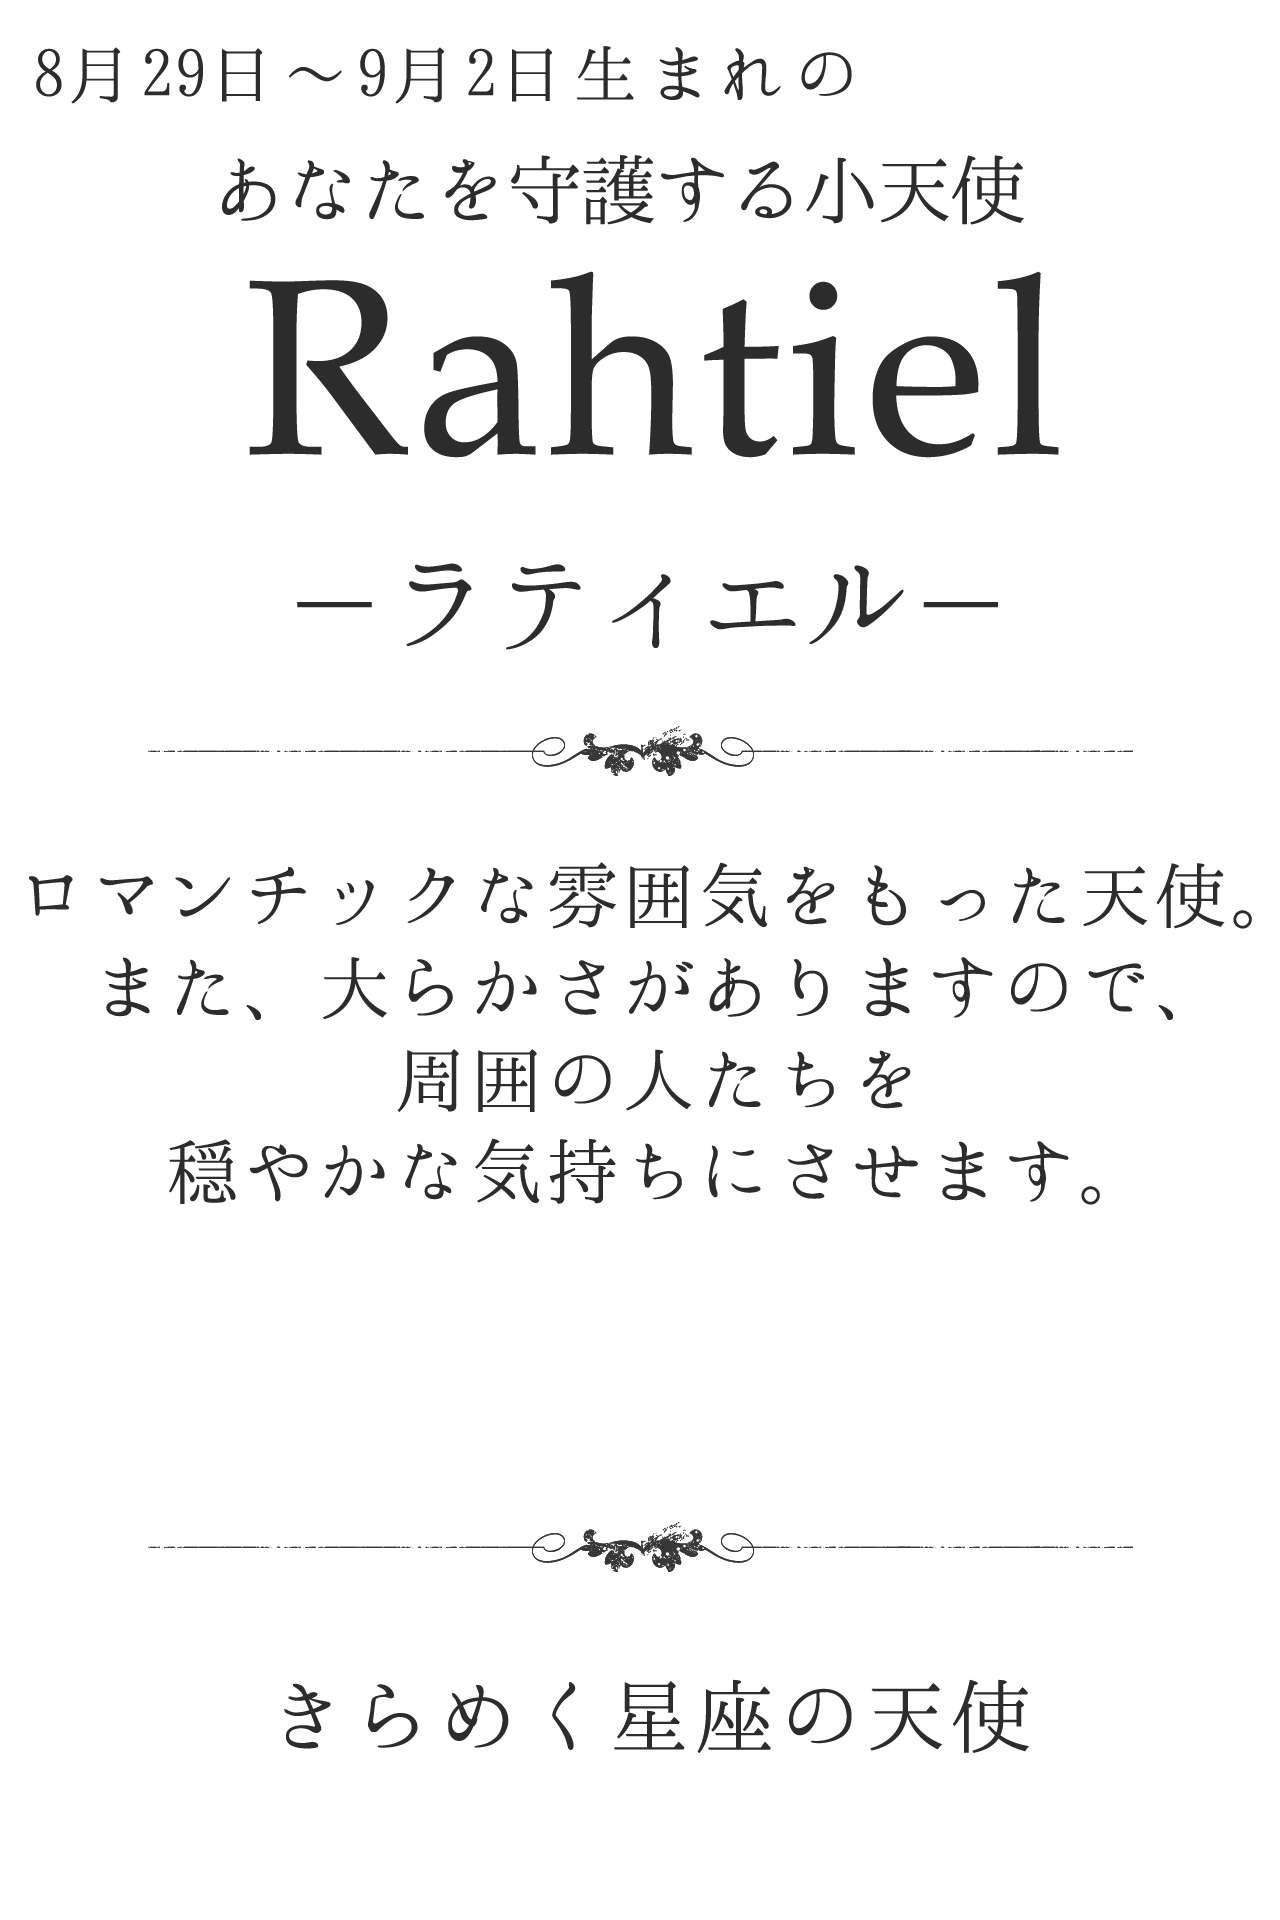 8月29日～9月2日生まれの
あなたを守護する小天使
Rahtiel
－ラティエル－
ロマンチックな雰囲気をもった天使。
また、大らかさがありますので、
周囲の人たちを
穏やかな気持ちにさせます。
きらめく星座の天使